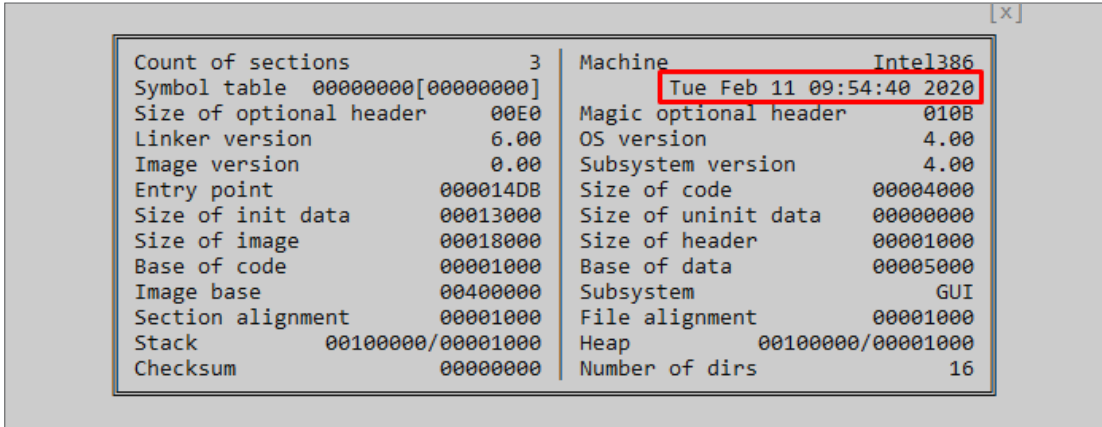 [x]
Count of sections 3 | Machine Intel386
Symbol table 00000000[00000000] | Tue Feb 11 09:54:40 2020
Size of optional header 00E0 | Magic optional header 010B
Linker version 6.00 | OS version 4.00
Image version 0.00 | Subsystem version 4.00
Entry point 000014DB | Size of code 00004000
Size of init data 00013000 | Size of uninit data 00000000
Size of image 00018000 | Size of header 00001000
Base of code 00001000 | Base of data 00005000
Image base 00400000 | Subsystem GUI
Section alignment 00001000 | File alignment 00001000
Stack 00100000/00001000 | Heap 00100000/00001000
Checksum 00000000 | Number of dirs 16